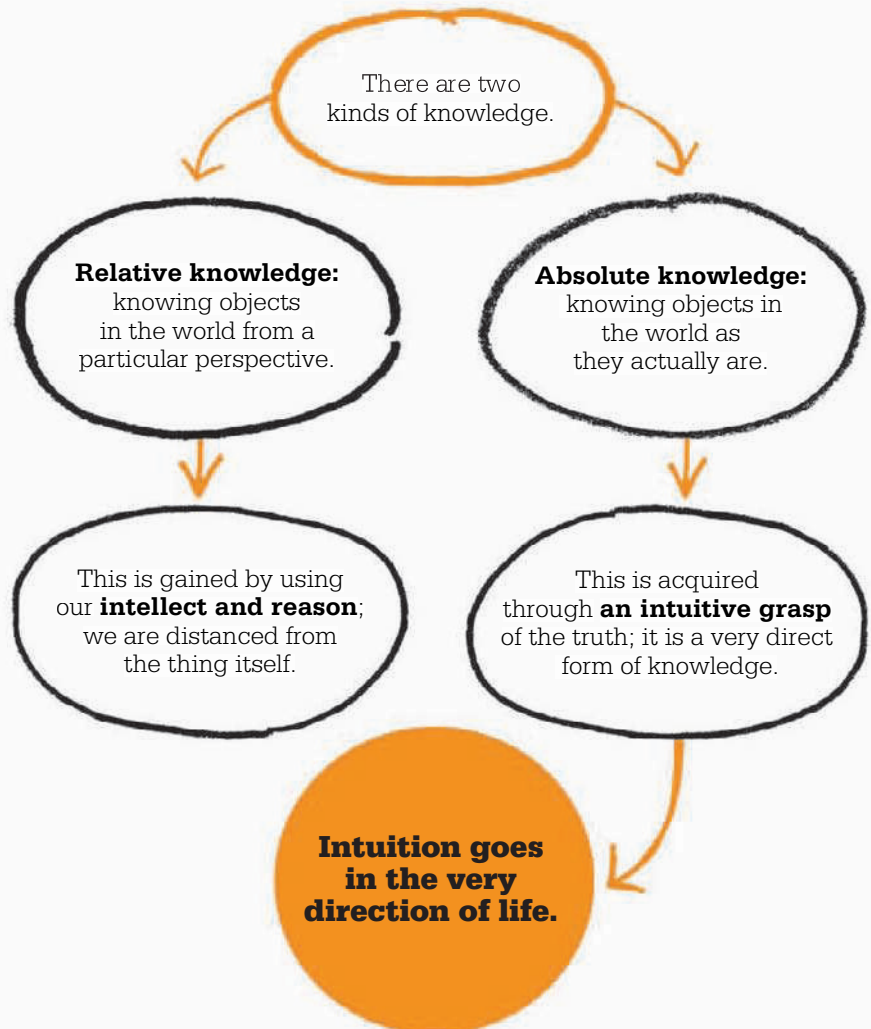 There are two
kinds of knowledge.
Relative knowledge:
knowing objects
in the world from a
particular perspective.
Absolute knowledge:
knowing objects in
the world as
they actually are.
This is gained by using
our intellect and reason;
we are distanced from
the thing itself.
This is acquired
through an intuitive grasp
of the truth; it is a very direct
form of knowledge.
Intuition goes
in the very
direction of life.